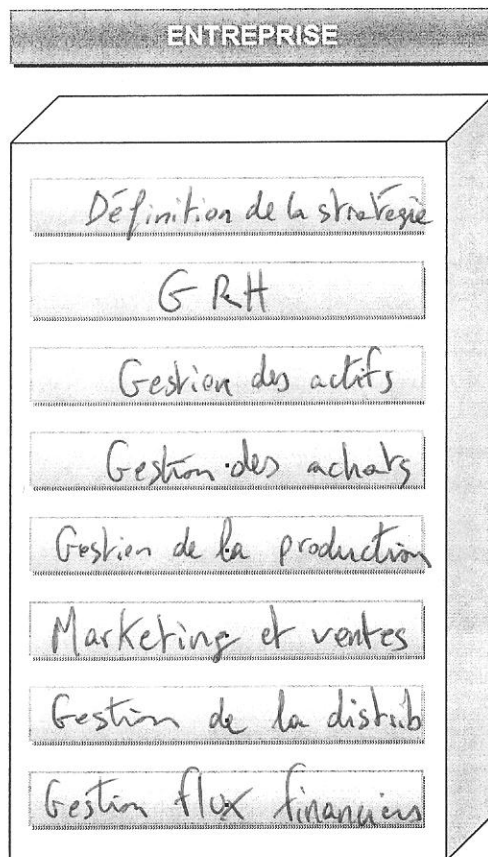 ENTREPRISE
Définition de la stratégie
GRH
Gestion des actifs
Gestion des achats
Gestion de la production
Marketing et ventes
Gestion de la distrib
Gestion flux financiers